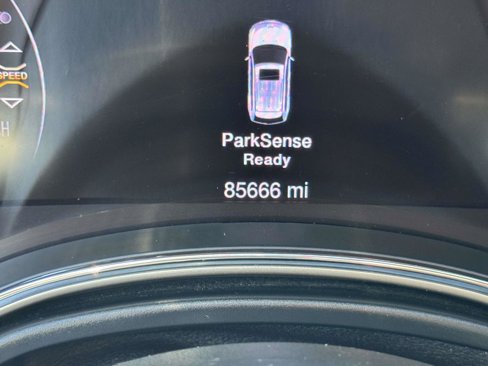 SPEED
H
ParkSense
Ready
85666 mi